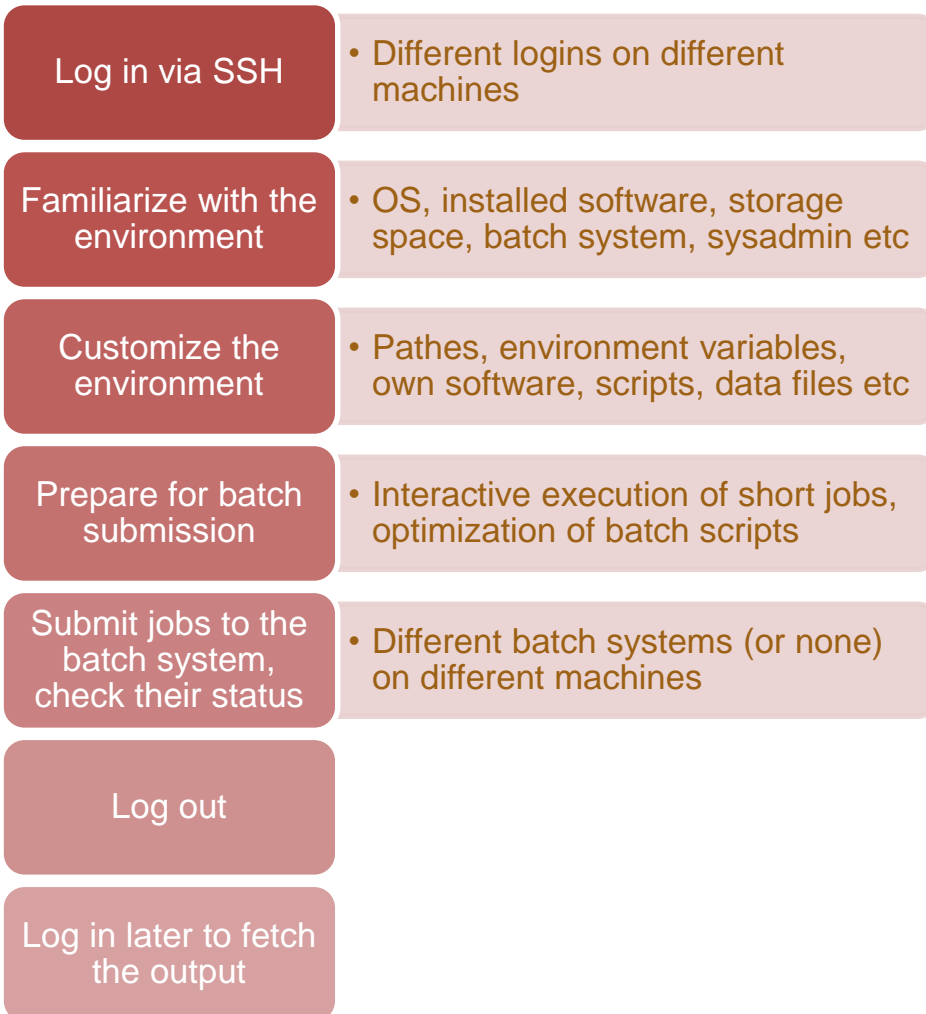 Log in via SSH
• Different logins on different
machines
Familiarize with the
environment
• OS, installed software, storage
space, batch system, sysadmin etc
Customize the
environment
• Pathes, environment variables,
own software, scripts, data files etc
Prepare for batch
submission
• Interactive execution of short jobs,
optimization of batch scripts
Submit jobs to the
batch system,
check their status
• Different batch systems (or none)
on different machines
Log out
Log in later to fetch
the output